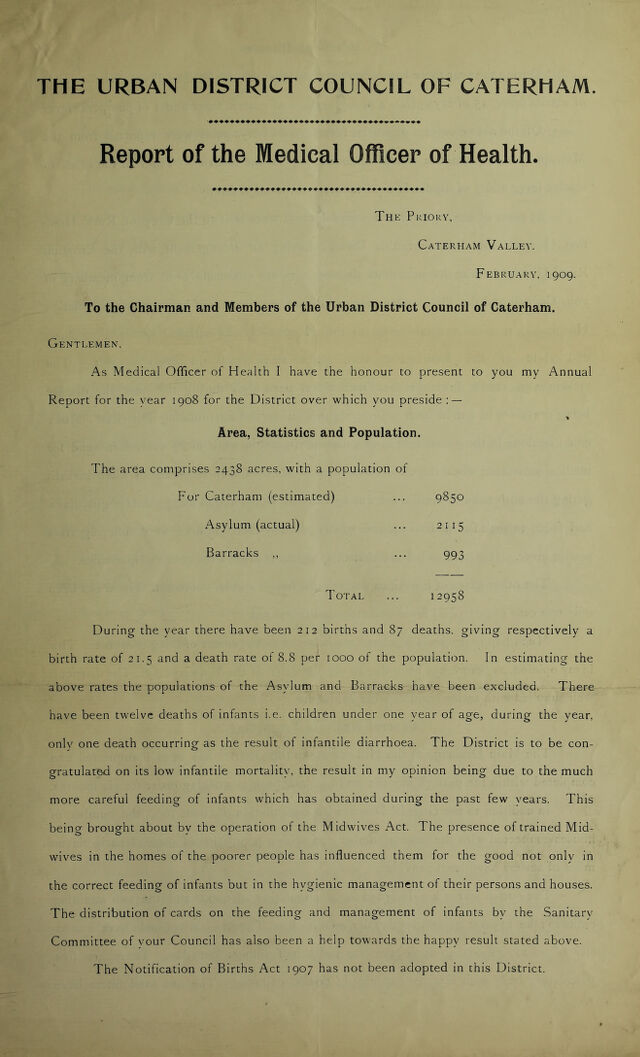 THE URBAN DISTRICT COUNCIL OF CATERHAM.
Report of the Medical Officer of Health.
THE PRIORY,
CATERHAM VALLEY.
FEBRUARY, 1909.
To the Chairman and Members of the Urban District Council of Caterham.
GENTLEMEN,
As Medical Officer of Health I have the honour to present to you my Annual
Report for the year 1908 for the District over which you preside :—
Area, Statistics and Population.
The area comprises 2438 acres, with a population of
For Caterham (estimated) ... 9850
Asylum (actual) ... 2115
Barracks ,, ... 993
TOTAL ... 12958
During the year there have been 212 births and 87 deaths, giving respectively a
birth rate of 21.5 and a death rate of 8.8 per 1000 of the population. In estimating the
above rates the populations of the Asylum and Barracks have been excluded. There
have been twelve deaths of infants i.e. children under one year of age, during the year,
only one death occurring as the result of infantile diarrhoea. The District is to be con-
gratulated on its low infantile mortality, the result in my opinion being due to the much
more careful feeding of infants which has obtained during the past few years. This
being brought about by the operation of the Midwives Act. The presence of trained Mid-
wives in the homes of the poorer people has influenced them for the good not only in
the correct feeding of infants but in the hygienic management of their persons and houses.
The distribution of cards on the feeding and management of infants by the Sanitary
Committee of your Council has also been a help towards the happy result stated above.
The Notification of Births Act 1907 has not been adopted in this District.